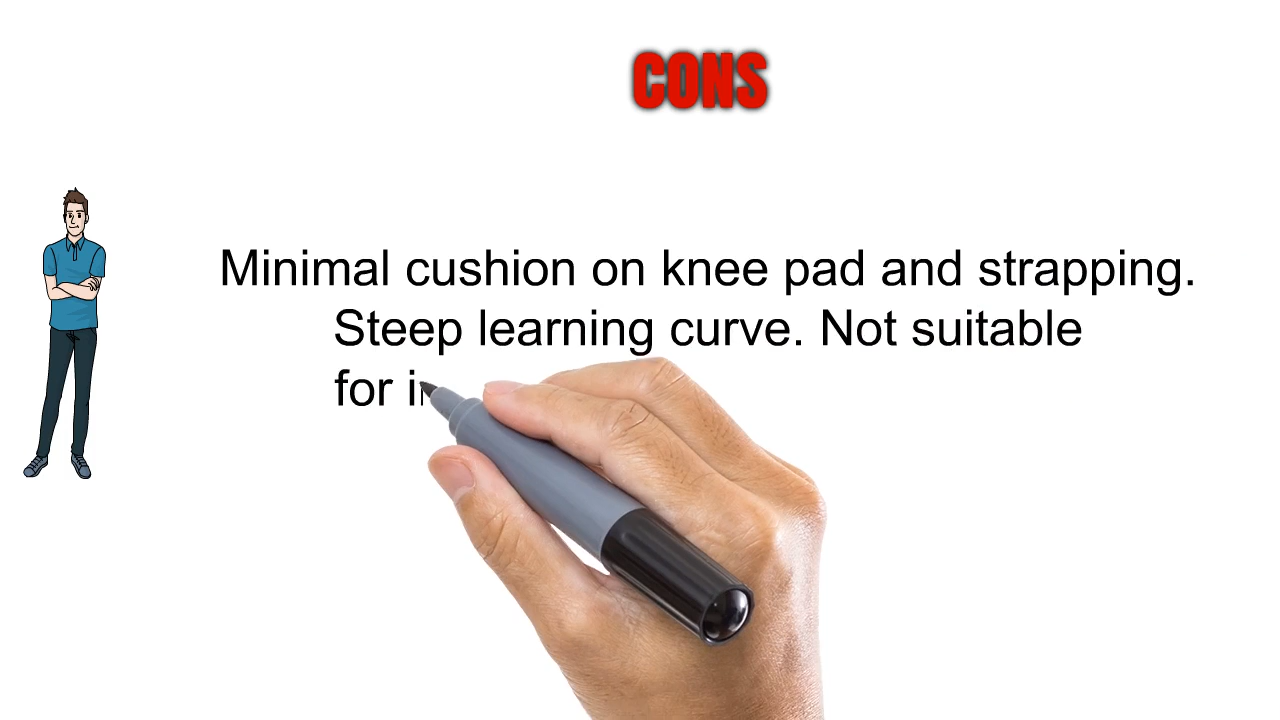 CONS
Minimal cushion on knee pad and strapping.
Steep learning curve. Not suitable
for